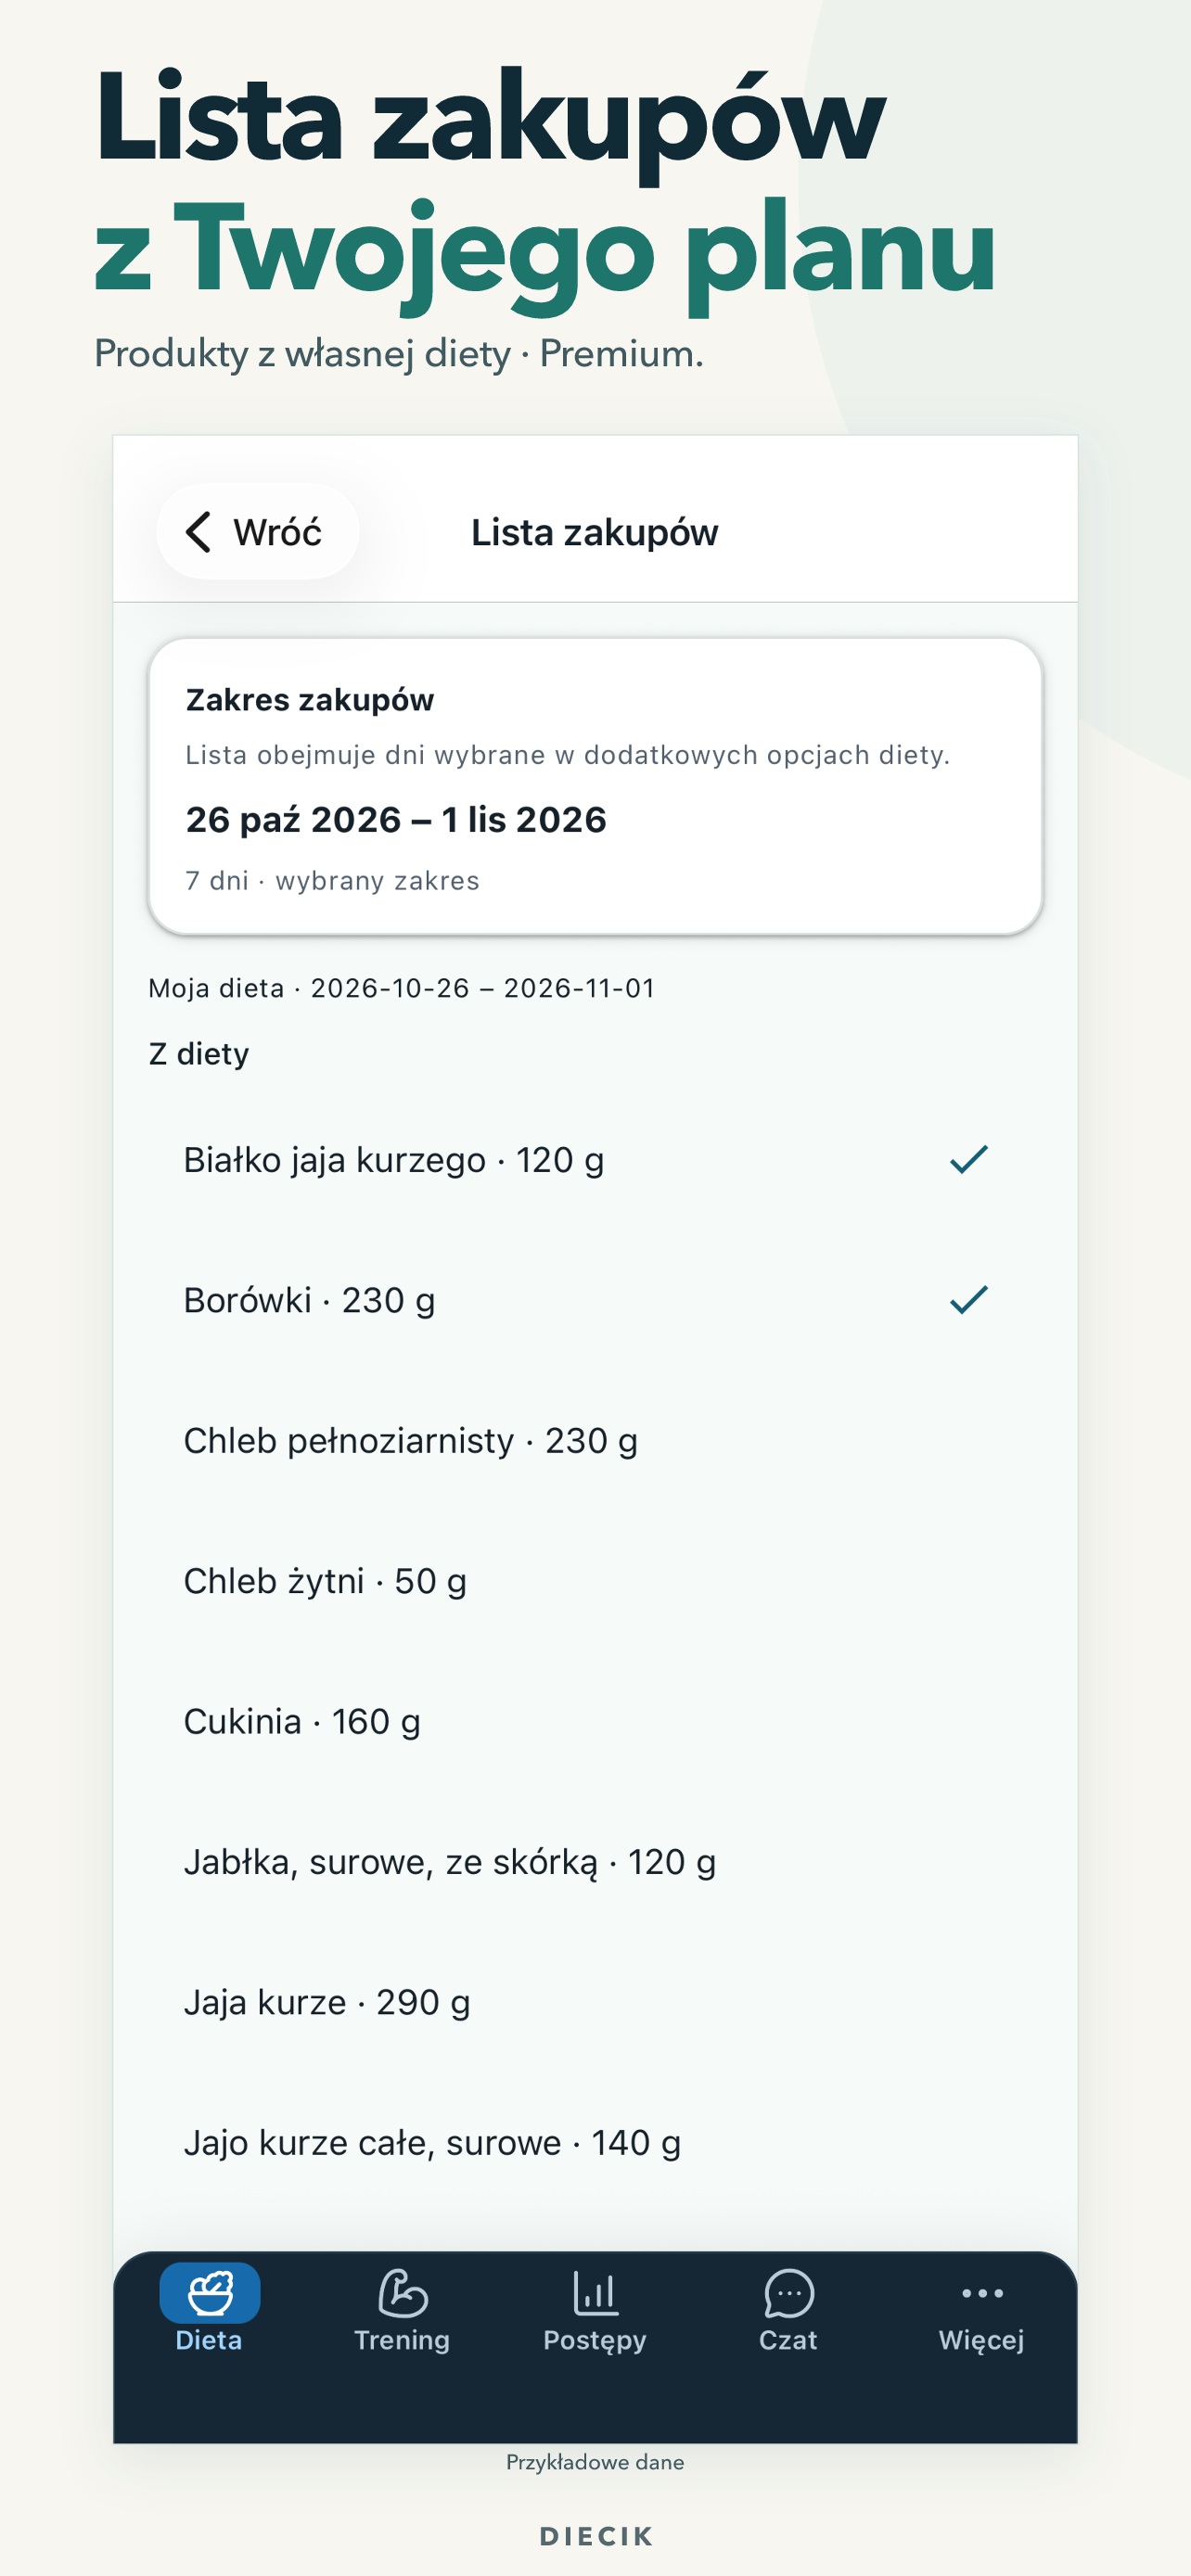 Lista zakupów
z Twojego planu
Produkty z własnej diety · Premium.
Wróć
Lista zakupów
Zakres zakupów
Lista obejmuje dni wybrane w dodatkowych opcjach diety.
26 paź 2026 – 1 lis 2026
7 dni · wybrany zakres
Moja dieta · 2026-10-26 – 2026-11-01
Z diety
Białko jaja kurzego · 120 g
Borówki · 230 g
Chleb pełnoziarnisty · 230 g
Chleb żytni · 50 g
Cukinia · 160 g
Jabłka, surowe, ze skórką · 120 g
Jaja kurze · 290 g
Jajo kurze całe, surowe · 140 g
Dieta
Trening
Postępy
Czat
Więcej
Przykładowe dane
DIECIK